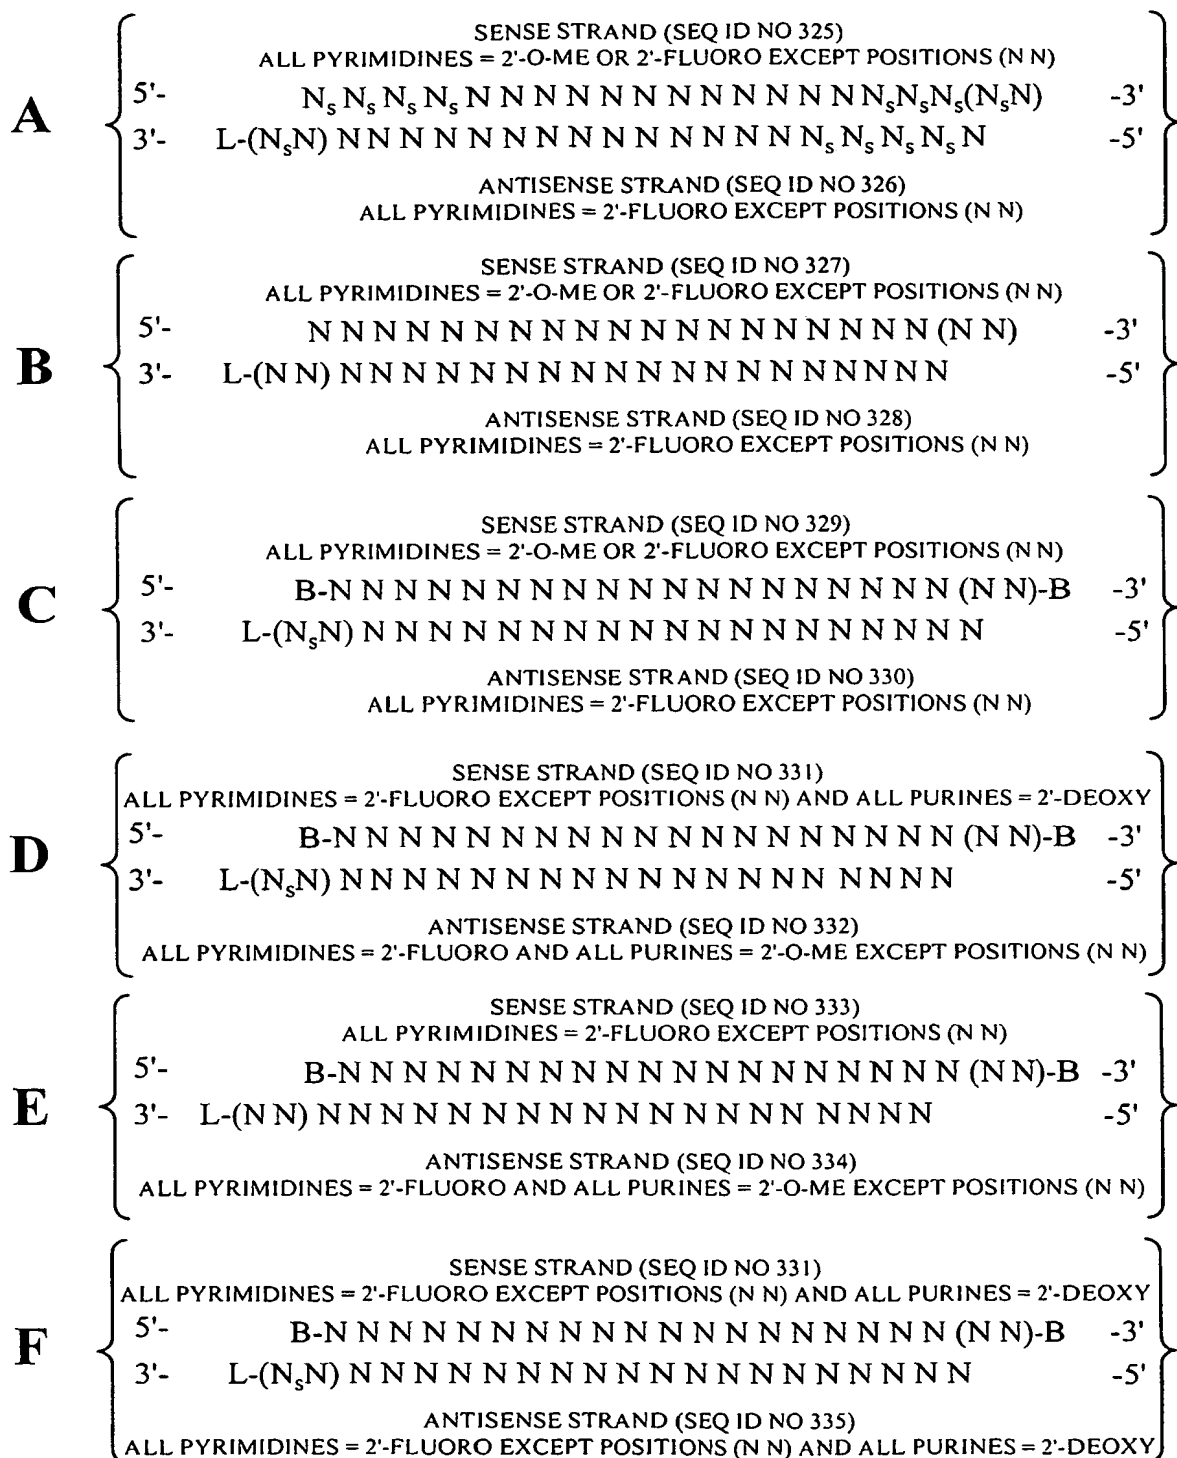 SENSE STRAND (SEQ ID NO 325)
ALL PYRIMIDINES = 2'-O-ME OR 2'-FLUORO EXCEPT POSITIONS (N N)
A
5'- NsNsNsNsN N N N N N N N N N N N NsNsNs(NsN) -3'
3'- L-(NsN) N N N N N N N N N N N N N N Ns Ns Ns Ns N -5'
ANTISENSE STRAND (SEQ ID NO 326)
ALL PYRIMIDINES = 2'-FLUORO EXCEPT POSITIONS (N N)
SENSE STRAND (SEQ ID NO 327)
ALL PYRIMIDINES = 2'-O-ME OR 2'-FLUORO EXCEPT POSITIONS (N N)
B
5'- N N N N N N N N N N N N N N N N N N N (N N) -3'
3'- L-(N N) N N N N N N N N N N N N N N N N N N N -5'
ANTISENSE STRAND (SEQ ID NO 328)
ALL PYRIMIDINES = 2'-FLUORO EXCEPT POSITIONS (N N)
SENSE STRAND (SEQ ID NO 329)
ALL PYRIMIDINES = 2'-O-ME OR 2'-FLUORO EXCEPT POSITIONS (N N)
C
5'- B-N N N N N N N N N N N N N N N N N N N (N N)-B -3'
3'- L-(NsN) N N N N N N N N N N N N N N N N N N N -5'
ANTISENSE STRAND (SEQ ID NO 330)
ALL PYRIMIDINES = 2'-FLUORO EXCEPT POSITIONS (N N)
SENSE STRAND (SEQ ID NO 331)
ALL PYRIMIDINES = 2'-FLUORO EXCEPT POSITIONS (N N) AND ALL PURINES = 2'-DEOXY
D
5'- B-N N N N N N N N N N N N N N N N N N N (N N)-B -3'
3'- L-(NsN) N N N N N N N N N N N N N N N N N N N -5'
ANTISENSE STRAND (SEQ ID NO 332)
ALL PYRIMIDINES = 2'-FLUORO AND ALL PURINES = 2'-O-ME EXCEPT POSITIONS (N N)
SENSE STRAND (SEQ ID NO 333)
ALL PYRIMIDINES = 2'-FLUORO EXCEPT POSITIONS (N N)
E
5'- B-N N N N N N N N N N N N N N N N N N N (N N)-B -3'
3'- L-(N N) N N N N N N N N N N N N N N N N N N N -5'
ANTISENSE STRAND (SEQ ID NO 334)
ALL PYRIMIDINES = 2'-FLUORO AND ALL PURINES = 2'-O-ME EXCEPT POSITIONS (N N)
SENSE STRAND (SEQ ID NO 331)
ALL PYRIMIDINES = 2'-FLUORO EXCEPT POSITIONS (N N) AND ALL PURINES = 2'-DEOXY
F
5'- B-N N N N N N N N N N N N N N N N N N N (N N)-B -3'
3'- L-(NsN) N N N N N N N N N N N N N N N N N N N -5'
ANTISENSE STRAND (SEQ ID NO 335)
ALL PYRIMIDINES = 2'-FLUORO EXCEPT POSITIONS (N N) AND ALL PURINES = 2'-DEOXY